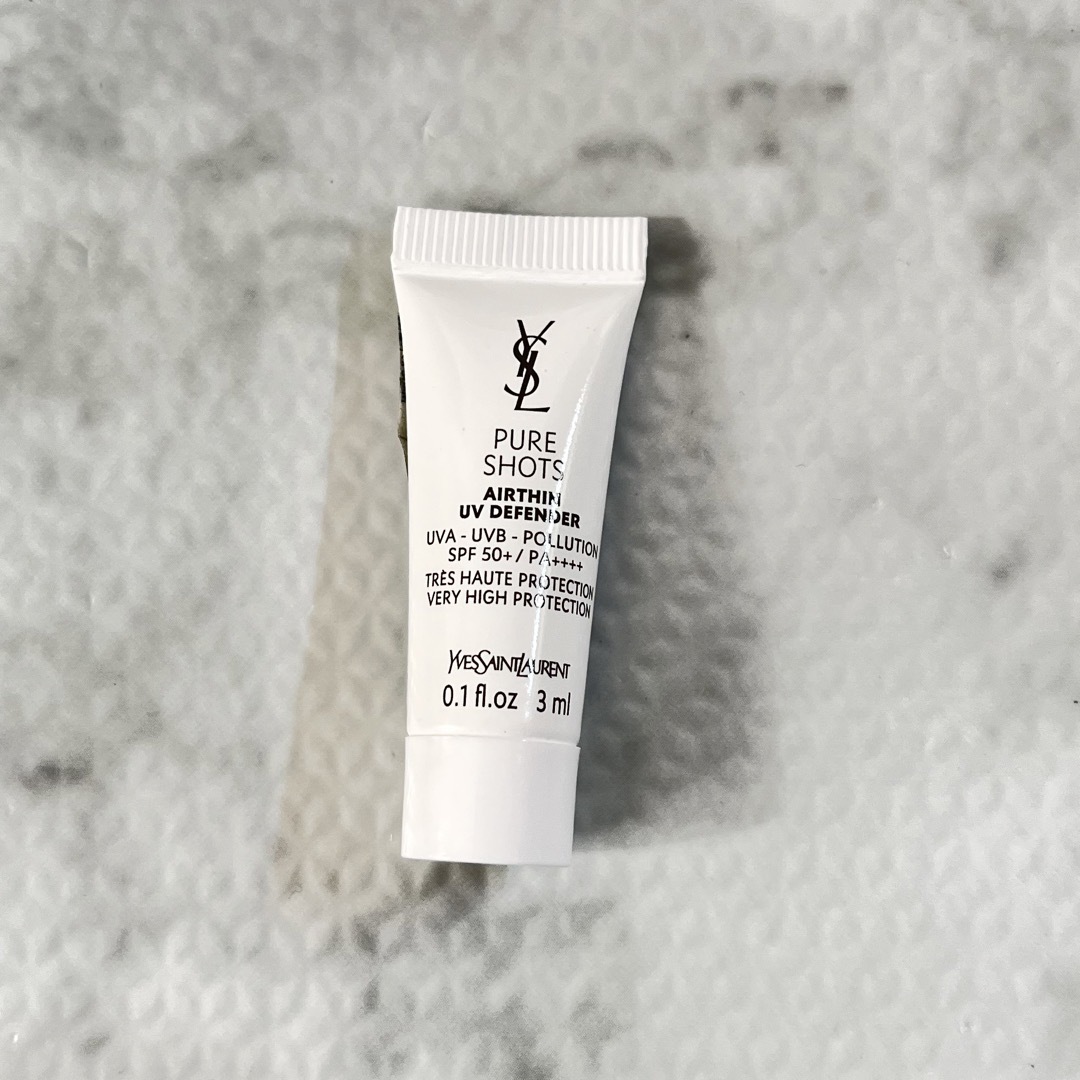 YSL
PURE
SHOTS
AIRTHIN
UV DEFENDER
UVA - UVB - POLLUTION
SPF 50+ / PA++++
TRÈS HAUTE PROTECTION
VERY HIGH PROTECTION
YVESSAINTLAURENT
0.1 fl.oz 3 ml